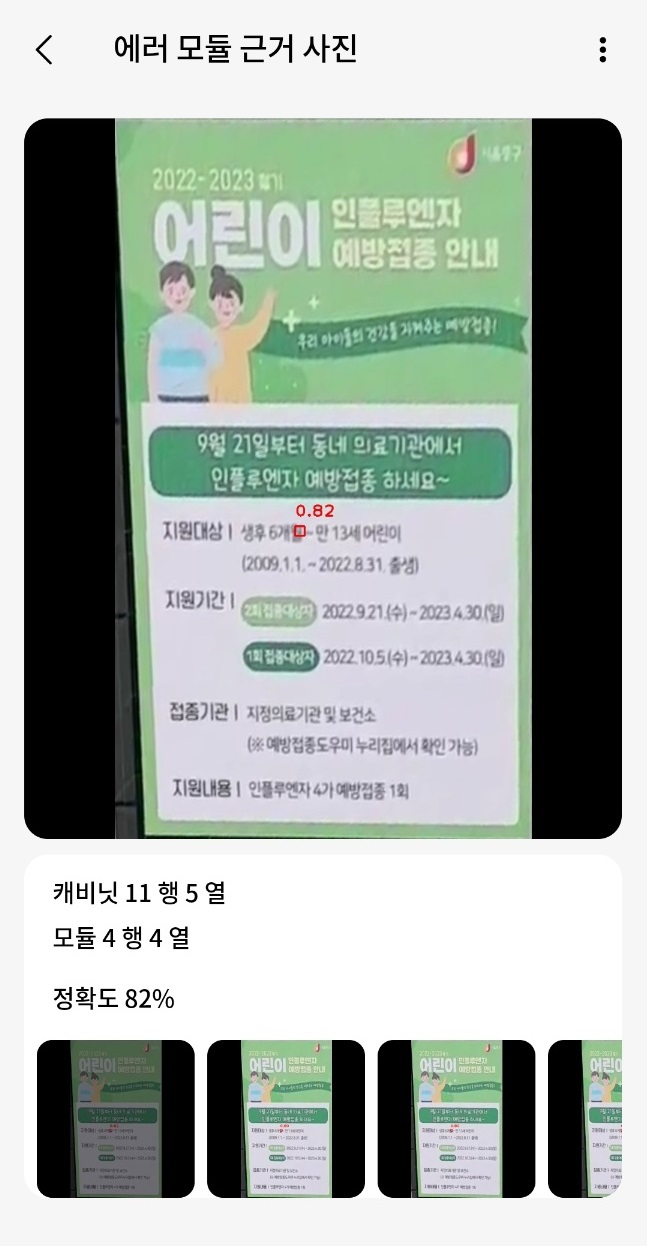 에러 모듈 근거 사진
서울중구
2022-2023 절기
어린이 인플루엔자
예방접종 안내
우리 아이들의 건강을 지켜주는 예방접종!
9월 21일부터 동네 의료기관에서
인플루엔자 예방접종 하세요~
0.82
지원대상 | 생후 6개월~만 13세 어린이
(2009.1.1. ~ 2022.8.31. 출생)
지원기간 |
2회 접종대상자 2022.9.21.(수) ~ 2023.4.30.(일)
1회 접종대상자 2022.10.5.(수) ~ 2023.4.30.(일)
접종기관 | 지정의료기관 및 보건소
(※ 예방접종도우미 누리집에서 확인 가능)
지원내용 | 인플루엔자 4가 예방접종 1회
캐비닛 11 행 5 열
모듈 4 행 4 열
정확도 82%